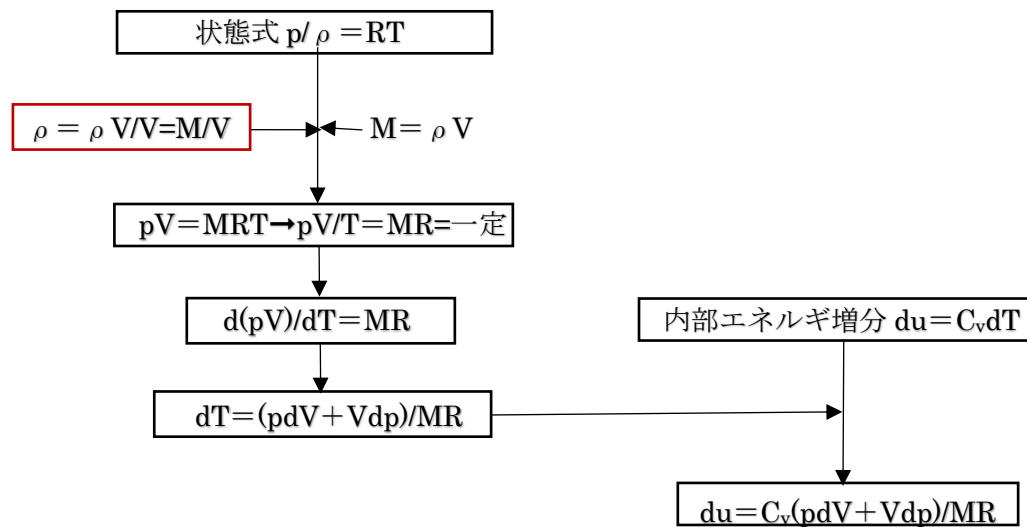 状態式 p/ρ＝RT
ρ＝ρV/V=M/V
M＝ρV
pV＝MRT→pV/T＝MR=一定
d(pV)/dT＝MR
内部エネルギ増分 du＝CvdT
dT＝(pdV＋Vdp)/MR
du＝Cv(pdV＋Vdp)/MR